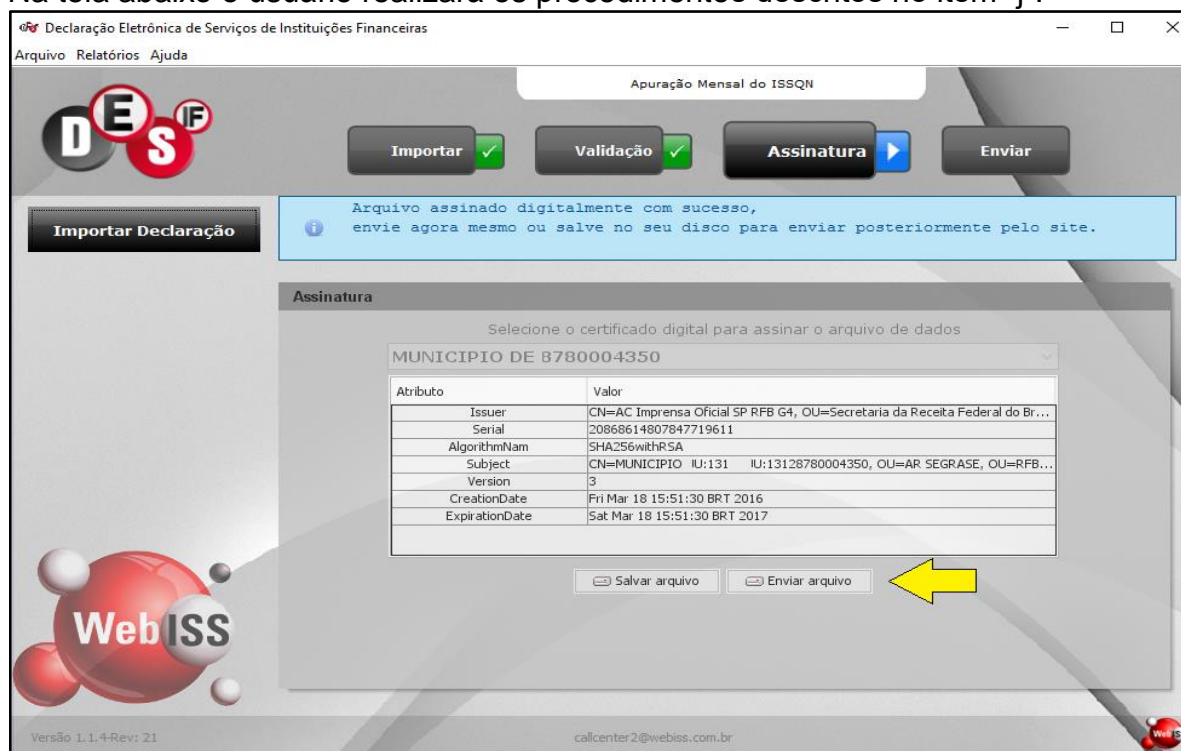 Na tela abaixo o usuário realizará os procedimentos descritos no item "j".
Declaração Eletrônica de Serviços de Instituições Financeiras
Arquivo Relatórios Ajuda
Apuração Mensal do ISSQN
DES IF
Importar Validação Assinatura Enviar
Importar Declaração
Arquivo assinado digitalmente com sucesso,
envie agora mesmo ou salve no seu disco para enviar posteriormente pelo site.
Assinatura
Selecione o certificado digital para assinar o arquivo de dados
MUNICIPIO DE 8780004350
Atributo Valor
Issuer CN=AC Imprensa Oficial SP RFB G4, OU=Secretaria da Receita Federal do Br...
Serial 20868614807847719611
AlgorithmNam SHA256withRSA
Subject CN=MUNICIPIO IU:131 IU:13128780004350, OU=AR SEGRASE, OU=RFB...
Version 3
CreationDate Fri Mar 18 15:51:30 BRT 2016
ExpirationDate Sat Mar 18 15:51:30 BRT 2017
Salvar arquivo Enviar arquivo
WebISS
Versão 1.1.4-Rev: 21 callcenter2@webiss.com.br